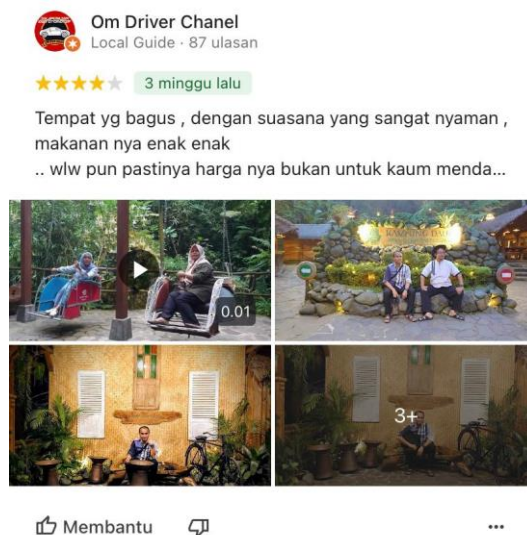 Om Driver Chanel
Local Guide · 87 ulasan
3 minggu lalu
Tempat yg bagus , dengan suasana yang sangat nyaman ,
makanan nya enak enak
.. wlw pun pastinya harga nya bukan untuk kaum menda...
0.01
3+
Membantu